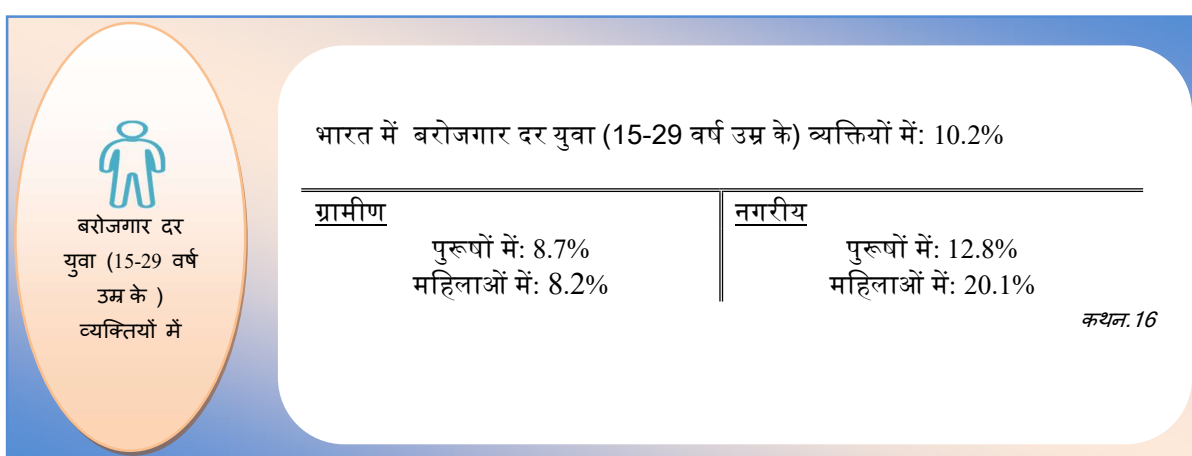 बरोजगार दर
युवा (15-29 वर्ष
उम्र के )
व्यक्तियों में
भारत में बरोजगार दर युवा (15-29 वर्ष उम्र के) व्यक्तियों में: 10.2%
ग्रामीण
पुरूषों में: 8.7%
महिलाओं में: 8.2%
नगरीय
पुरूषों में: 12.8%
महिलाओं में: 20.1%
कथन.16